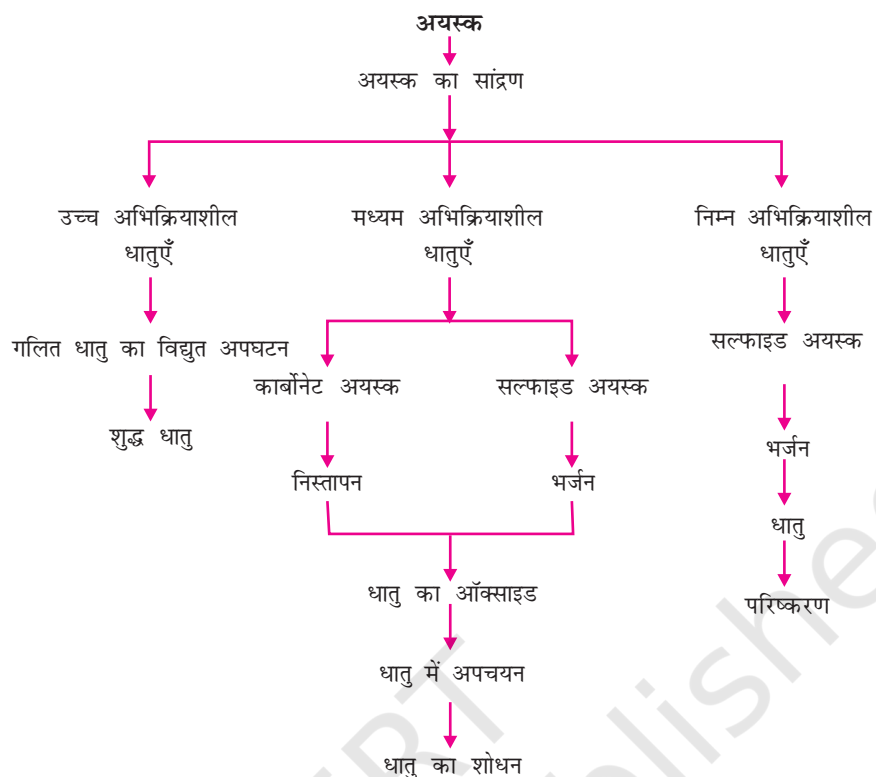 अयस्क
अयस्क का सांद्रण
उच्च अभिक्रियाशील
धातुएँ
मध्यम अभिक्रियाशील
धातुएँ
निम्न अभिक्रियाशील
धातुएँ
गलित धातु का विद्युत अपघटन
शुद्ध धातु
कार्बोनेट अयस्क
सल्फाइड अयस्क
निस्तापन
भर्जन
धातु का ऑक्साइड
धातु में अपचयन
धातु का शोधन
सल्फाइड अयस्क
भर्जन
धातु
परिष्करण